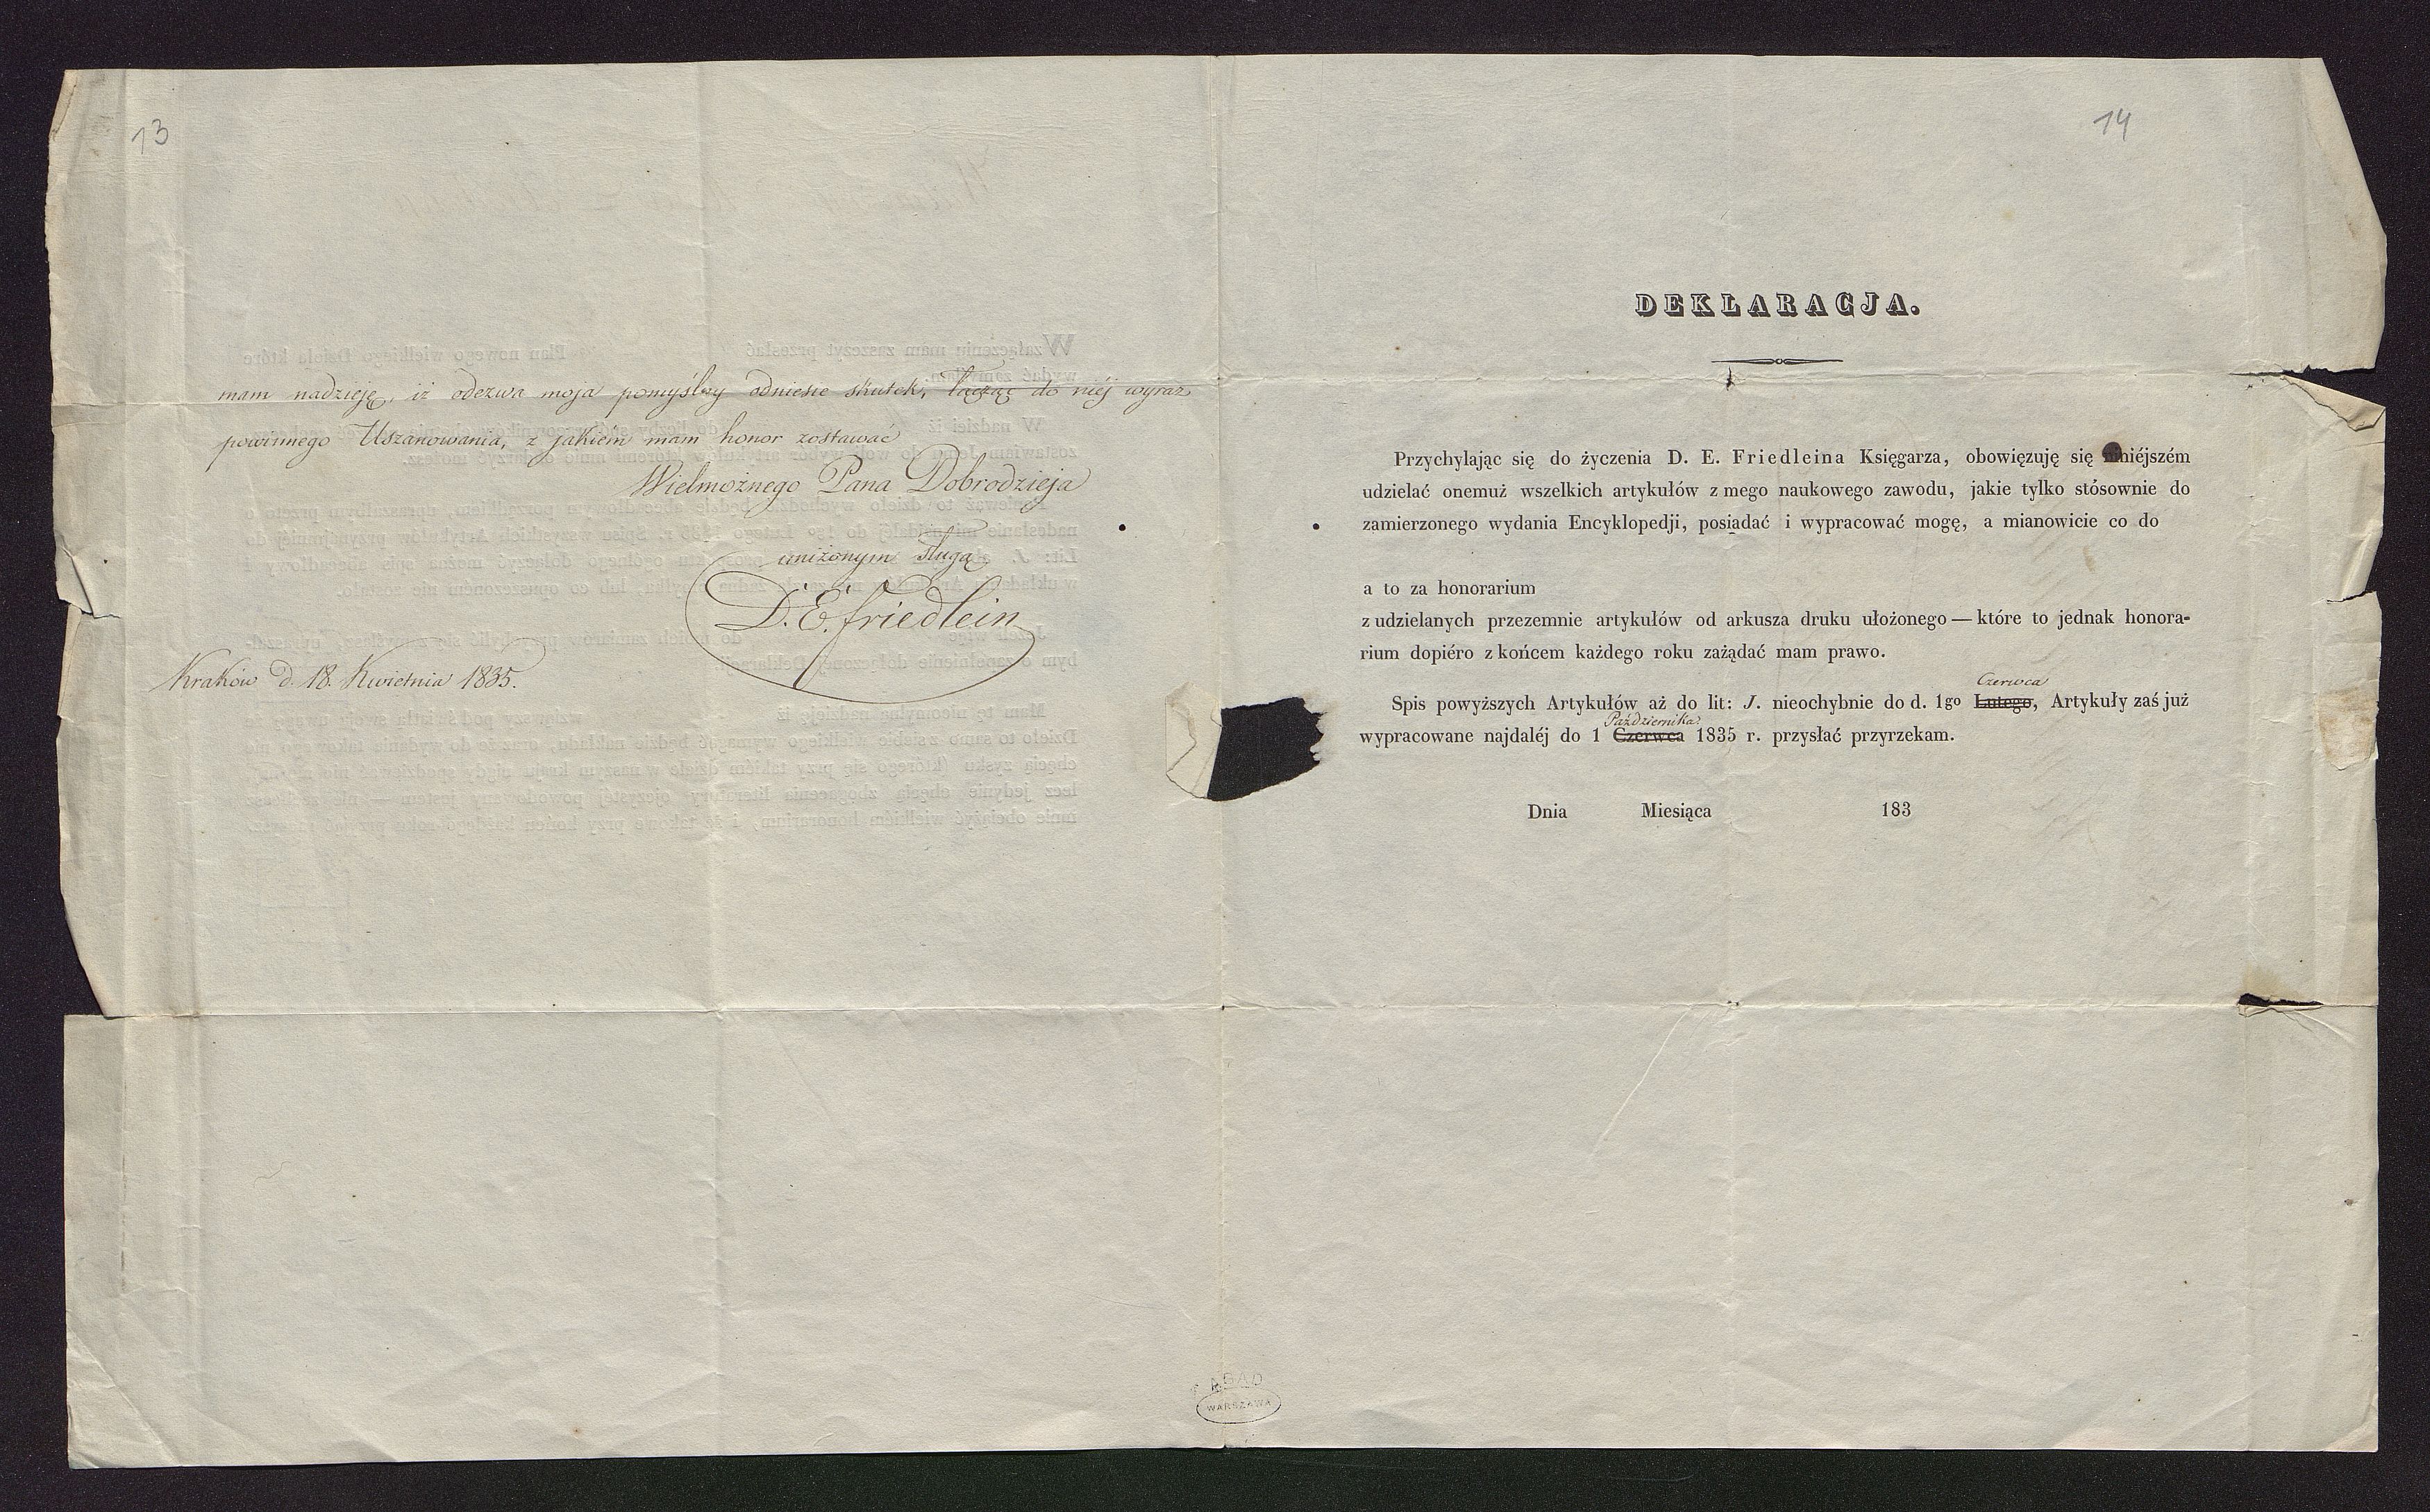 13
mam nadzieję, iż odezwa moja pomyślny odniesie skutek, łącząc do niéj wyraz
powinnego Uszanowania, z jakiém mam honor zostawać
Wielmożnego Pana Dobrodzieja
uniżonym sługą
D. E. Friedlein
Kraków d. 18. Kwietnia 1835.
14
DEKLARACJA.
Przychylając się do życzenia D. E. Friedleina Księgarza, obowięzuję się niniéjszém
udzielać onemuż wszelkich artykułów z mego naukowego zawodu, jakie tylko stósownie do
zamierzonego wydania Encyklopedji, posiadać i wypracować mogę, a mianowicie co do
a to za honorarium
z udzielanych przezemnie artykułów od arkusza druku ułożonego — które to jednak honora-
rium dopiéro z końcem każdego roku zażądać mam prawo.
Czerwca
Spis powyższych Artykułów aż do lit: J. nieochybnie do d. 1go Lutego, Artykuły zaś już
Października
wypracowane najdaléj do 1 Czerwca 1835 r. przysłać przyrzekam.
Dnia Miesiąca 183
AGAD
WARSZAWA